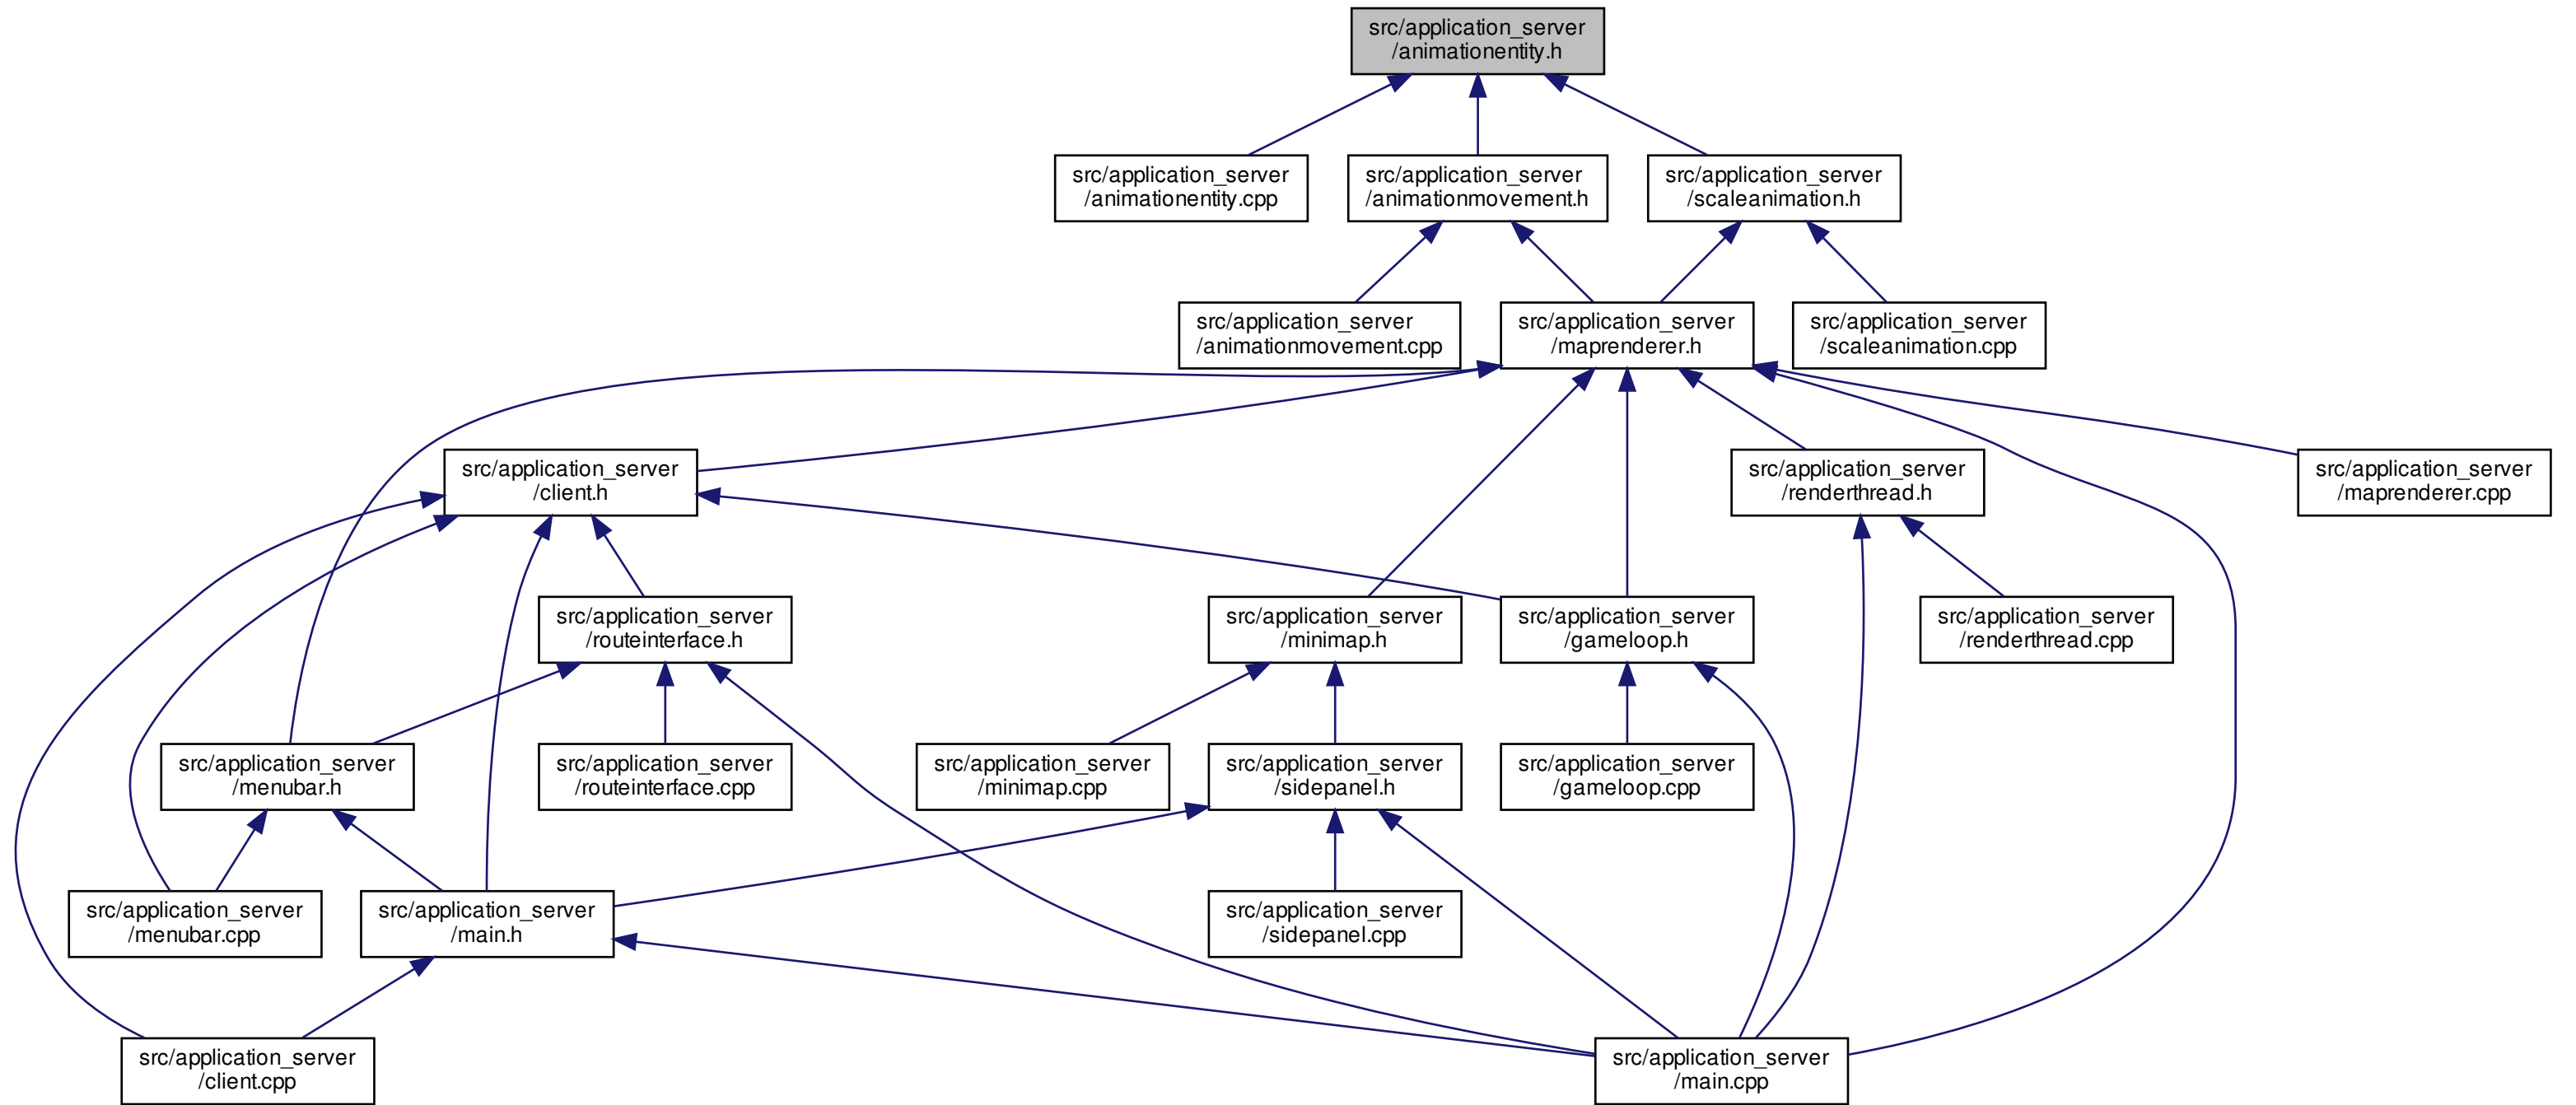 src/application_server
/animationentity.h
src/application_server
/animationentity.cpp
src/application_server
/animationmovement.h
src/application_server
/scaleanimation.h
src/application_server
/animationmovement.cpp
src/application_server
/maprenderer.h
src/application_server
/scaleanimation.cpp
src/application_server
/client.h
src/application_server
/renderthread.h
src/application_server
/maprenderer.cpp
src/application_server
/routeinterface.h
src/application_server
/minimap.h
src/application_server
/gameloop.h
src/application_server
/renderthread.cpp
src/application_server
/menubar.h
src/application_server
/routeinterface.cpp
src/application_server
/minimap.cpp
src/application_server
/sidepanel.h
src/application_server
/gameloop.cpp
src/application_server
/menubar.cpp
src/application_server
/main.h
src/application_server
/sidepanel.cpp
src/application_server
/client.cpp
src/application_server
/main.cpp